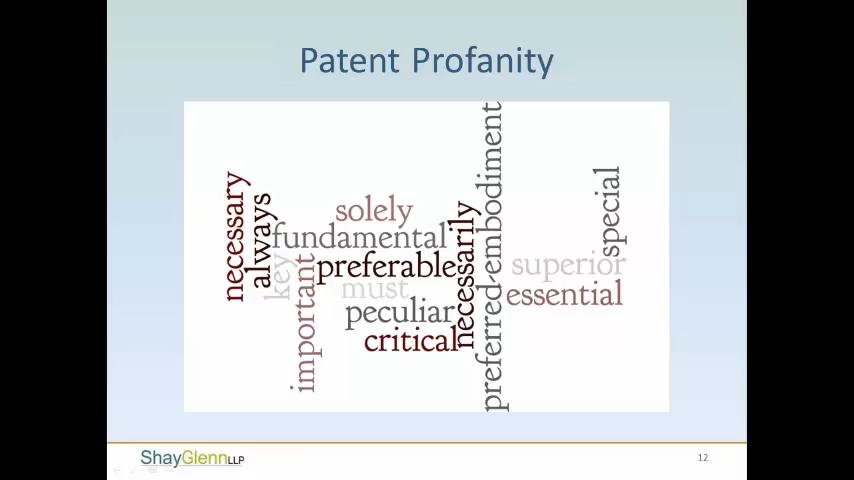 Patent Profanity
necessary
always
key
important
solely
fundamental
preferable
must
peculiar
critical
necessarily
preferred-embodiment
special
superior
essential
ShayGlennLLP
12